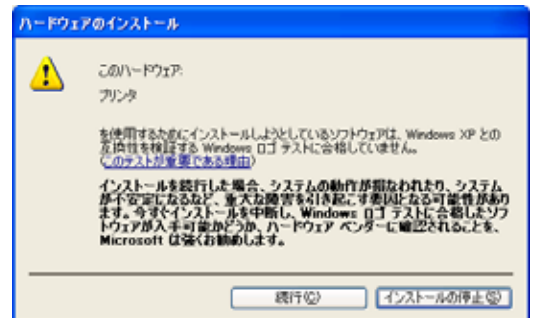 ハードウェアのインストール
このハードウェア:
プリンタ
を使用するためにインストールしようとしているソフトウェアは、Windows XP との
互換性を検証する Windows ロゴ テストに合格していません。
(このテストが重要である理由)
インストールを続行した場合、システムの動作が損なわれたり、システム
が不安定になるなど、重大な障害を引き起こす要因となる可能性があり
ます。今すぐインストールを中断し、Windows ロゴ テストに合格したソフ
トウェアが入手可能かどうか、ハードウェア ベンダーに確認されることを、
Microsoft は強くお勧めします。
続行(C)
インストールの停止(S)